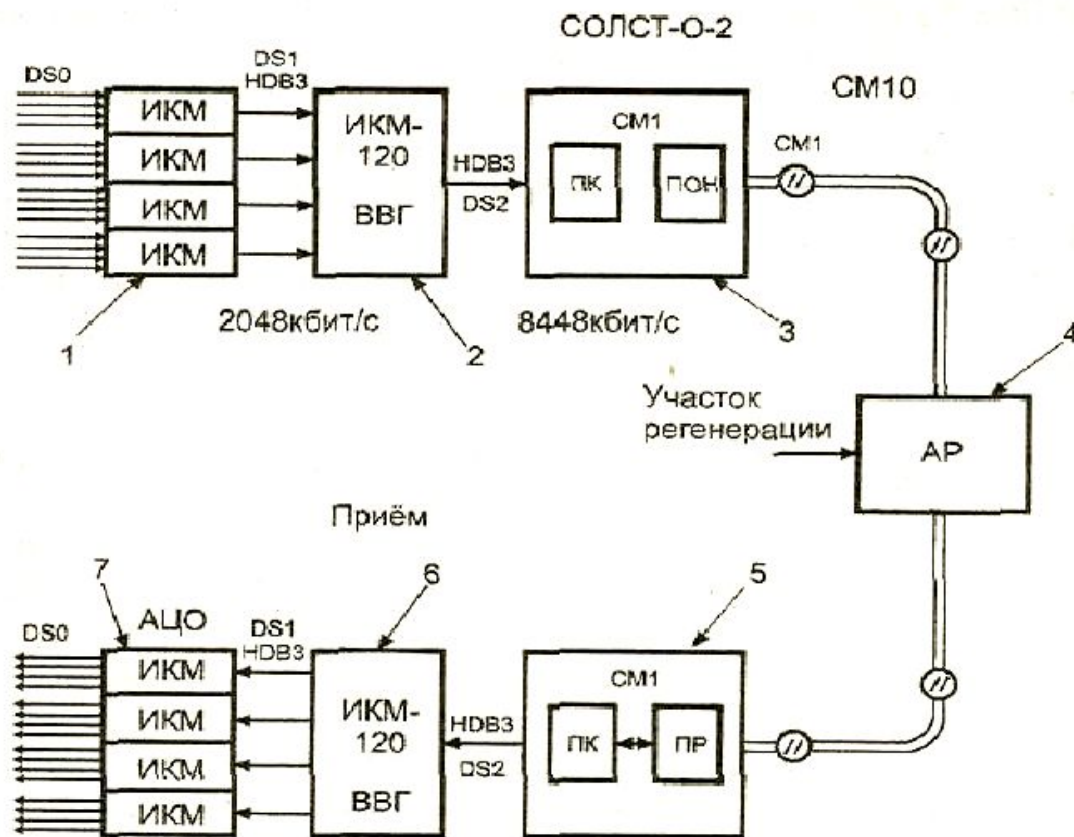 СОЛСТ-О-2
DS0
DS1
HDB3
СМ10
ИКМ
ИКМ
ИКМ
ИКМ
ИКМ-
120
ВВГ
HDB3
DS2
СМ1
ПК
ПОН
СМ1
1
2048кбит/с
2
8448кбит/с
3
4
Участок
регенерации
АР
Приём
7
6
5
DS0
АЦО
DS1
HDB3
ИКМ
ИКМ
ИКМ
ИКМ
ИКМ-
120
ВВГ
HDB3
DS2
СМ1
ПК
ПР